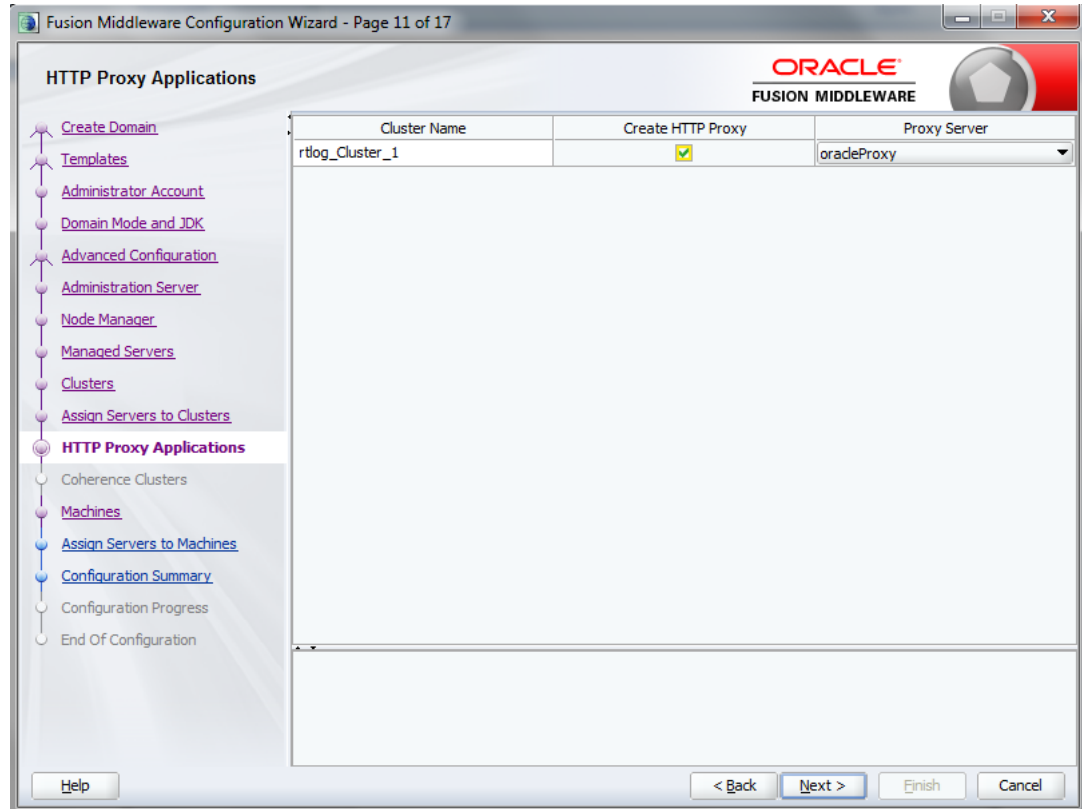 Fusion Middleware Configuration Wizard - Page 11 of 17
HTTP Proxy Applications
ORACLE
FUSION MIDDLEWARE
Create Domain
Templates
Administrator Account
Domain Mode and JDK
Advanced Configuration
Administration Server
Node Manager
Managed Servers
Clusters
Assign Servers to Clusters
HTTP Proxy Applications
Coherence Clusters
Machines
Assign Servers to Machines
Configuration Summary
Configuration Progress
End Of Configuration
Cluster Name Create HTTP Proxy Proxy Server
rtlog_Cluster_1 oracleProxy
Help < Back Next > Finish Cancel